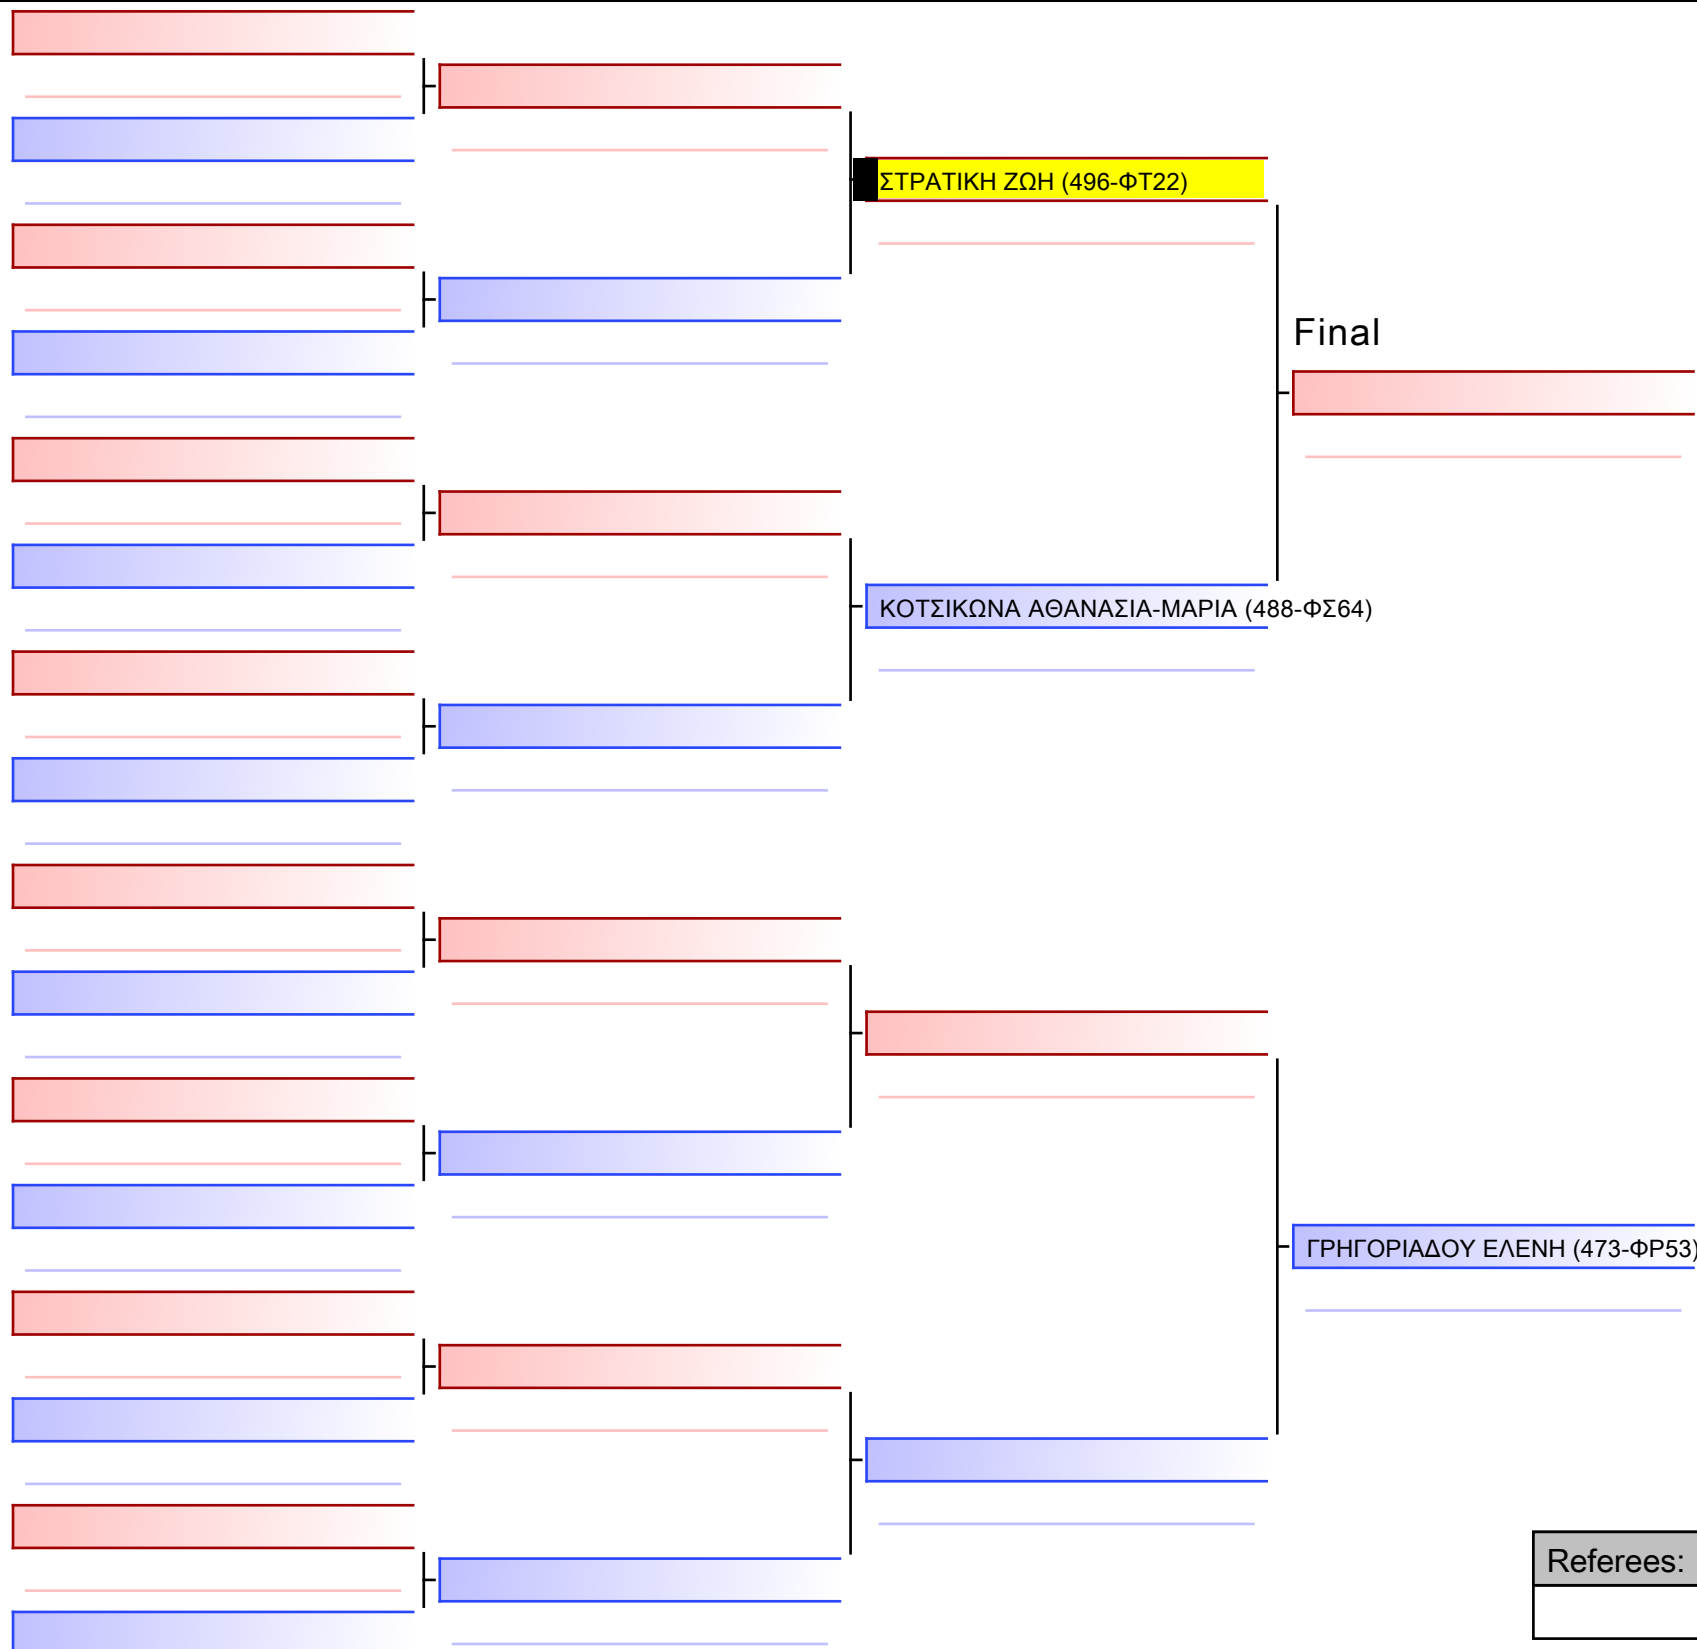 ΣΤΡΑΤΙΚΗ ΖΩΗ (496-ΦΤ22)
Final
ΚΟΤΣΙΚΩΝΑ ΑΘΑΝΑΣΙΑ-ΜΑΡΙΑ (488-ΦΣ64)
ΓΡΗΓΟΡΙΑΔΟΥ ΕΛΕΝΗ (473-ΦΡ53)
Referees: